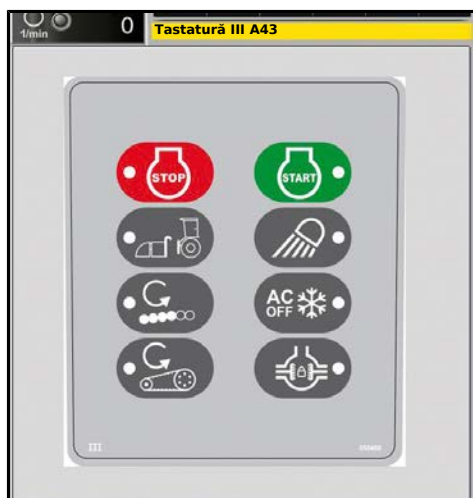 1/min
0
Tastatură III A43
STOP
START
AC
OFF
III